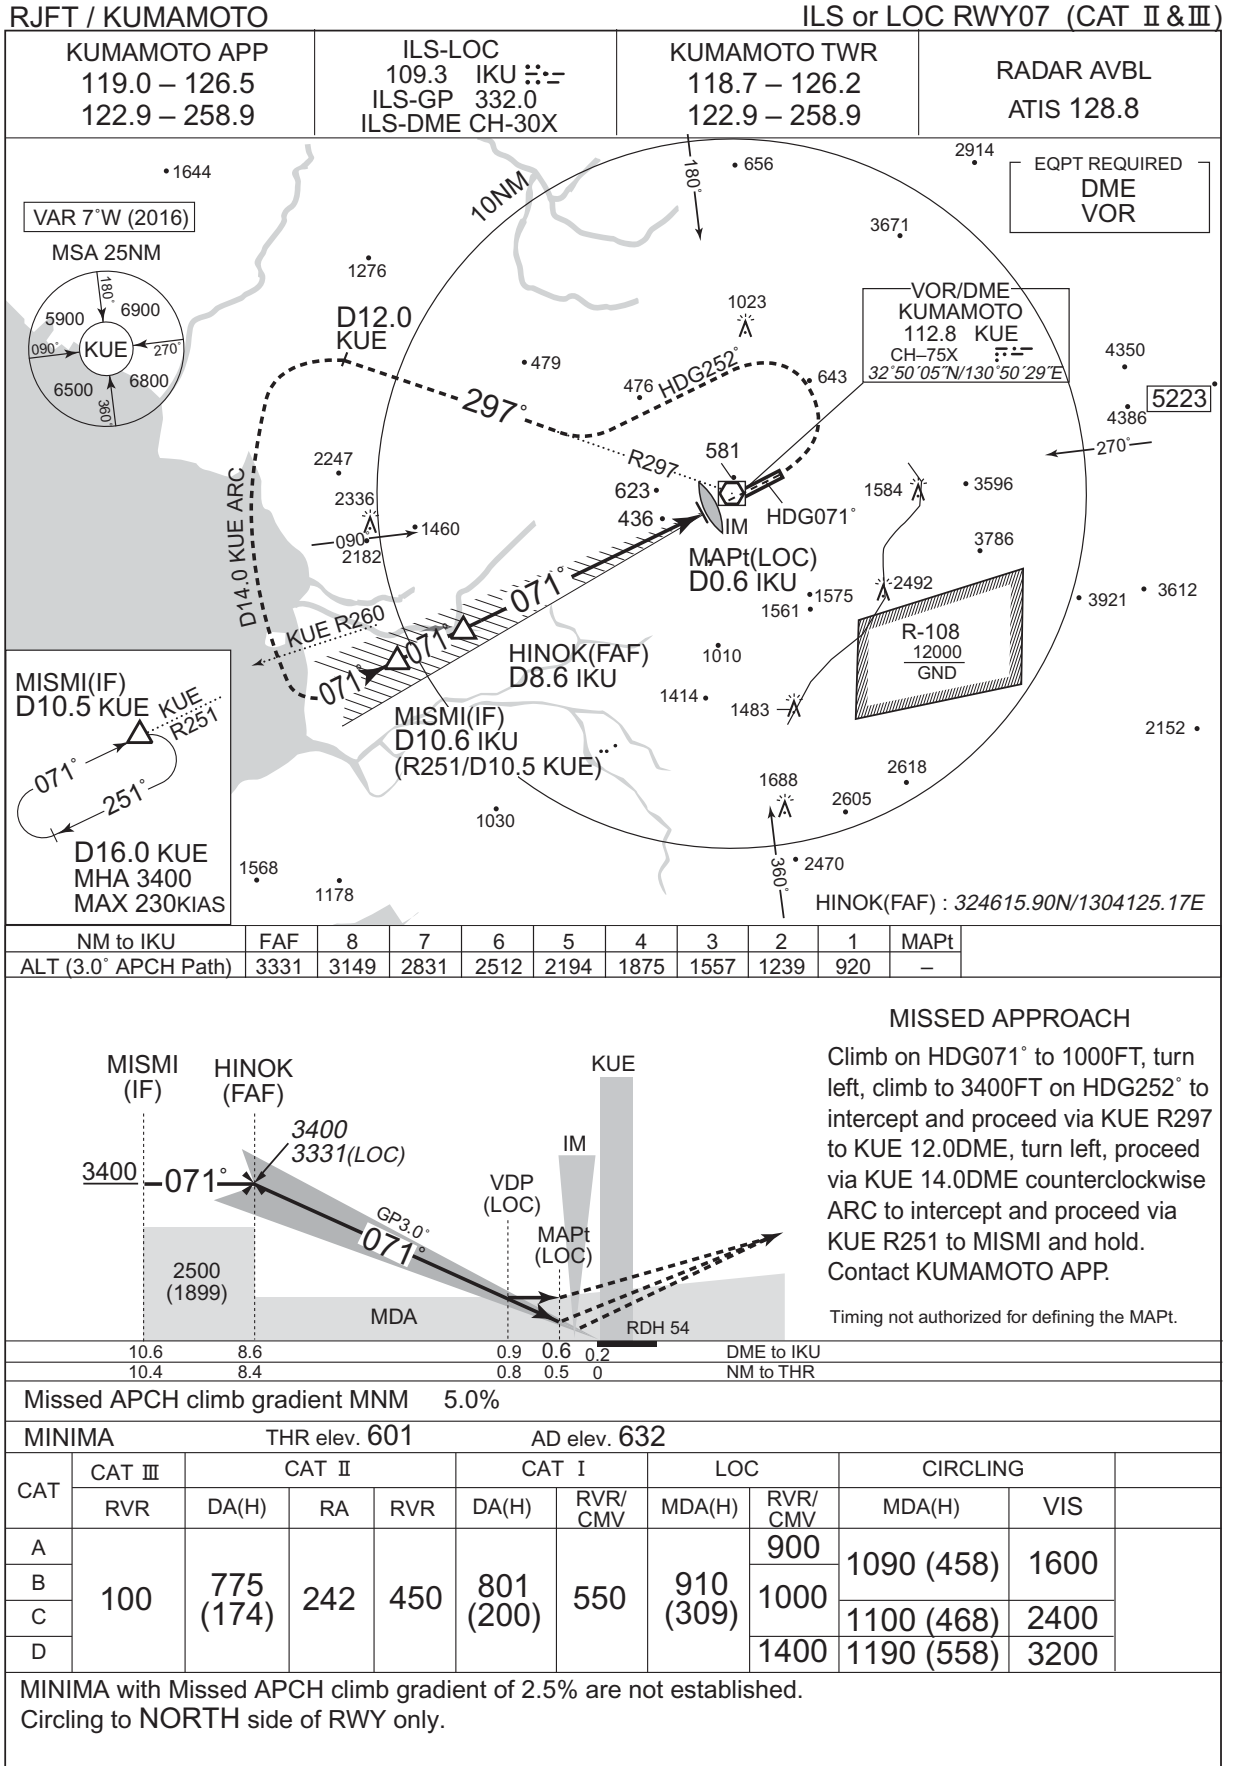 RJFT / KUMAMOTO
ILS or LOC RWY07 (CAT Ⅱ&Ⅲ)
KUMAMOTO APP
119.0 – 126.5
122.9 – 258.9
ILS-LOC
109.3 IKU
ILS-GP 332.0
ILS-DME CH-30X
KUMAMOTO TWR
118.7 – 126.2
122.9 – 258.9
RADAR AVBL
ATIS 128.8
1644
10NM
180°
656
2914
EQPT REQUIRED
DME
VOR
VAR 7°W (2016)
MSA 25NM
180°
5900
6900
090°
KUE
270°
6500
6800
360°
1276
3671
D12.0
KUE
1023
VOR/DME
KUMAMOTO
112.8 KUE
CH–75X
32°50´05˝N/130°50´29˝E
479
476
HDG252°
643
4350
5223
4386
297°
270°
2247
R297
581
2336
623
1584
3596
D14.0 KUE ARC
436
IM
HDG071°
090°
1460
2182
MAPt(LOC)
D0.6 IKU
3786
071°
1575
1561
2492
3921
3612
KUE R260
071°
R-108
12000
GND
HINOK(FAF)
D8.6 IKU
1010
071°
1414
1483
MISMI(IF)
D10.6 IKU
(R251/D10.5 KUE)
2152
MISMI(IF)
D10.5 KUE
KUE
R251
071°
251°
D16.0 KUE
MHA 3400
MAX 230KIAS
1688
2618
2605
1030
1568
1178
360°
2470
HINOK(FAF) : 324615.90N/1304125.17E
NM to IKU FAF 8 7 6 5 4 3 2 1 MAPt
ALT (3.0° APCH Path) 3331 3149 2831 2512 2194 1875 1557 1239 920 –
MISSED APPROACH
Climb on HDG071° to 1000FT, turn
left, climb to 3400FT on HDG252° to
intercept and proceed via KUE R297
to KUE 12.0DME, turn left, proceed
via KUE 14.0DME counterclockwise
ARC to intercept and proceed via
KUE R251 to MISMI and hold.
Contact KUMAMOTO APP.
Timing not authorized for defining the MAPt.
MISMI
(IF)
HINOK
(FAF)
KUE
3400
3331(LOC)
IM
3400
071°
VDP
(LOC)
GP3.0°
071°
MAPt
(LOC)
2500
(1899)
MDA
RDH 54
10.6 8.6 0.9 0.6 0.2 DME to IKU
10.4 8.4 0.8 0.5 0 NM to THR
Missed APCH climb gradient MNM 5.0%
MINIMA THR elev. 601 AD elev. 632
CAT
CAT Ⅲ CAT Ⅱ CAT Ⅰ LOC CIRCLING
RVR DA(H) RA RVR DA(H) RVR/
CMV MDA(H) RVR/
CMV MDA(H) VIS
A
B
C
D
100
775
(174)
242
450
801
(200)
550
910
(309)
900
1000
1400
1090 (458) 1600
1100 (468) 2400
1190 (558) 3200
MINIMA with Missed APCH climb gradient of 2.5% are not established.
Circling to NORTH side of RWY only.